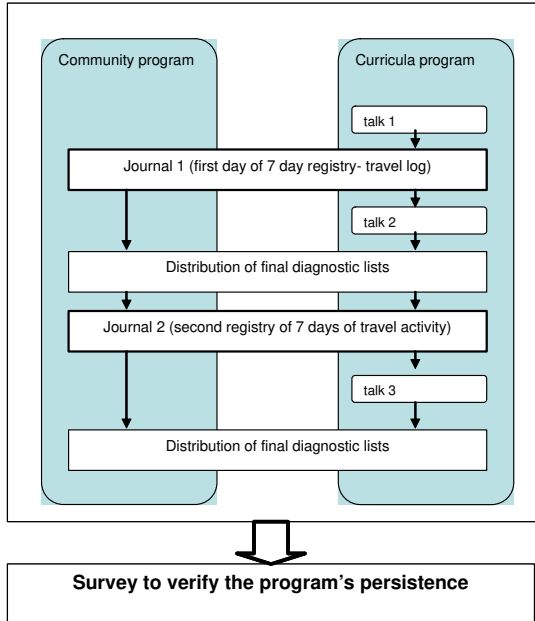 Community program
Curricula program
talk 1
Journal 1 (first day of 7 day registry- travel log)
talk 2
Distribution of final diagnostic lists
Journal 2 (second registry of 7 days of travel activity)
talk 3
Distribution of final diagnostic lists
Survey to verify the program's persistence